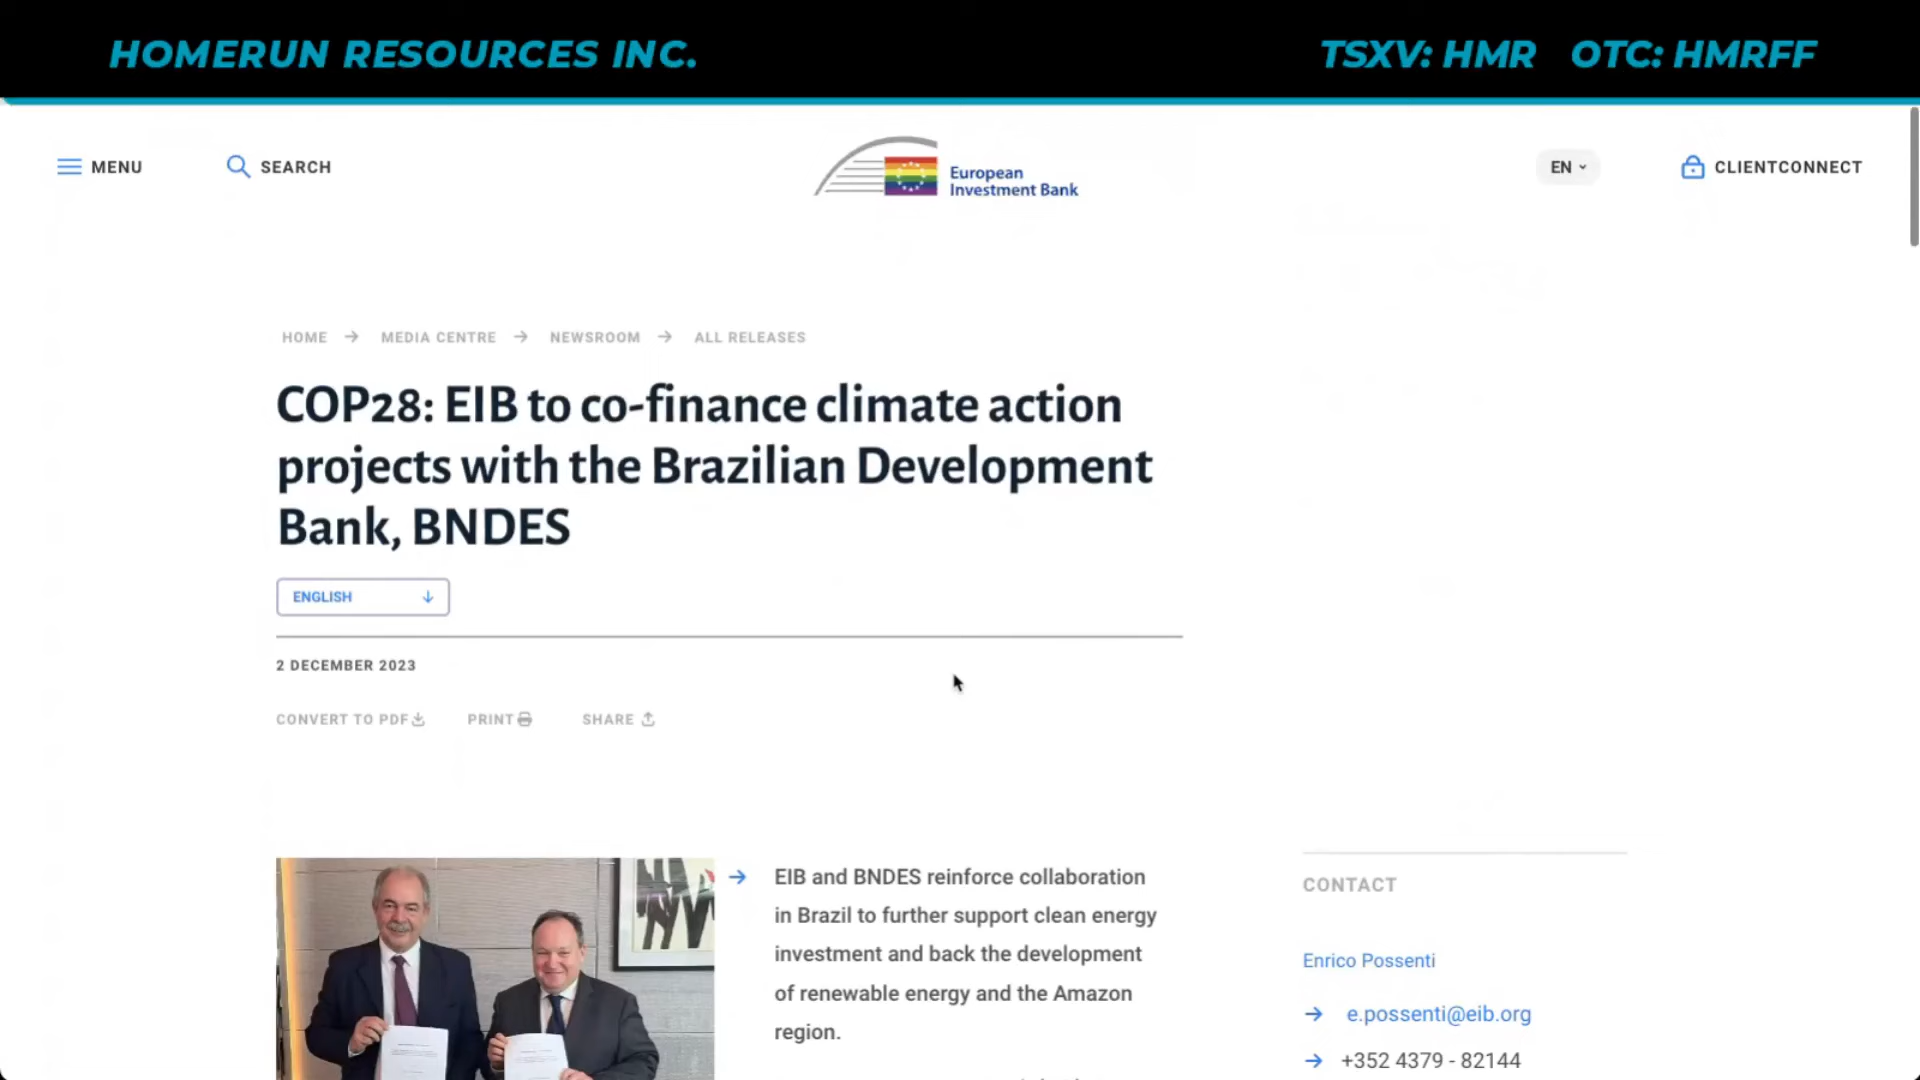 HOMERUN RESOURCES INC.
TSXV: HMR OTC: HMRFF
MENU
SEARCH
European
Investment Bank
EN
CLIENTCONNECT
HOME → MEDIA CENTRE → NEWSROOM → ALL RELEASES
COP28: EIB to co-finance climate action
projects with the Brazilian Development
Bank, BNDES
ENGLISH
2 DECEMBER 2023
CONVERT TO PDF PRINT SHARE
EIB and BNDES reinforce collaboration
in Brazil to further support clean energy
investment and back the development
of renewable energy and the Amazon
region.
CONTACT
Enrico Possenti
e.possenti@eib.org
+352 4379 - 82144